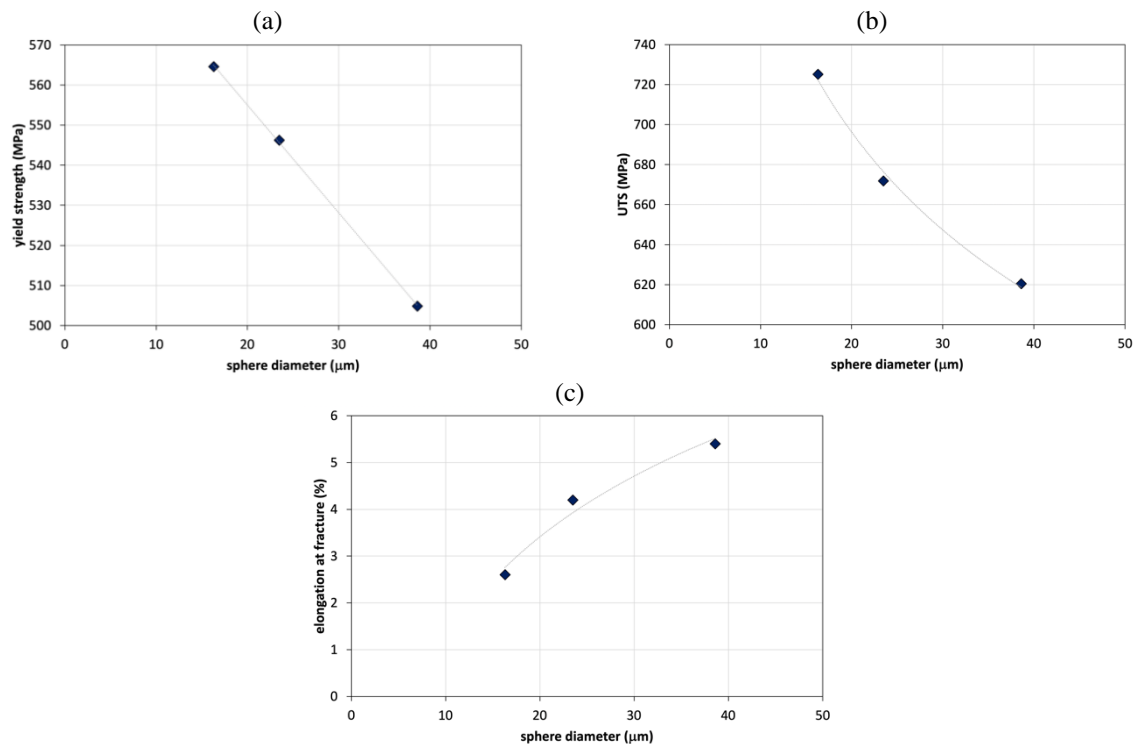 (a)
570
560
550
540
530
520
510
500
yield strength (MPa)
0 10 20 30 40 50
sphere diameter (μm)
(b)
740
720
700
680
660
640
620
600
UTS (MPa)
0 10 20 30 40 50
sphere diameter (μm)
(c)
6
5
4
3
2
1
0
elongation at fracture (%)
0 10 20 30 40 50
sphere diameter (μm)